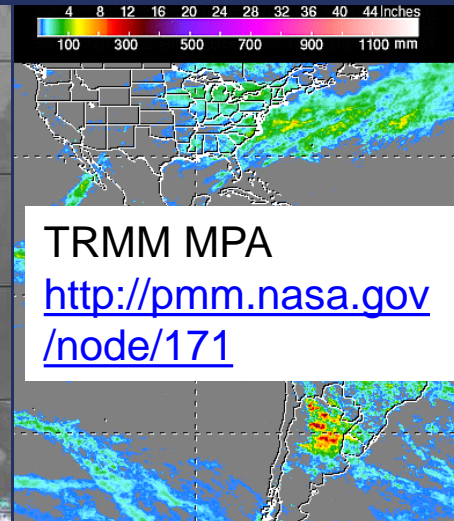 4 8 12 16 20 24 28 32 36 40 44 Inches
100 300 500 700 900 1100 mm
TRMM MPA
http://pmm.nasa.gov
/node/171